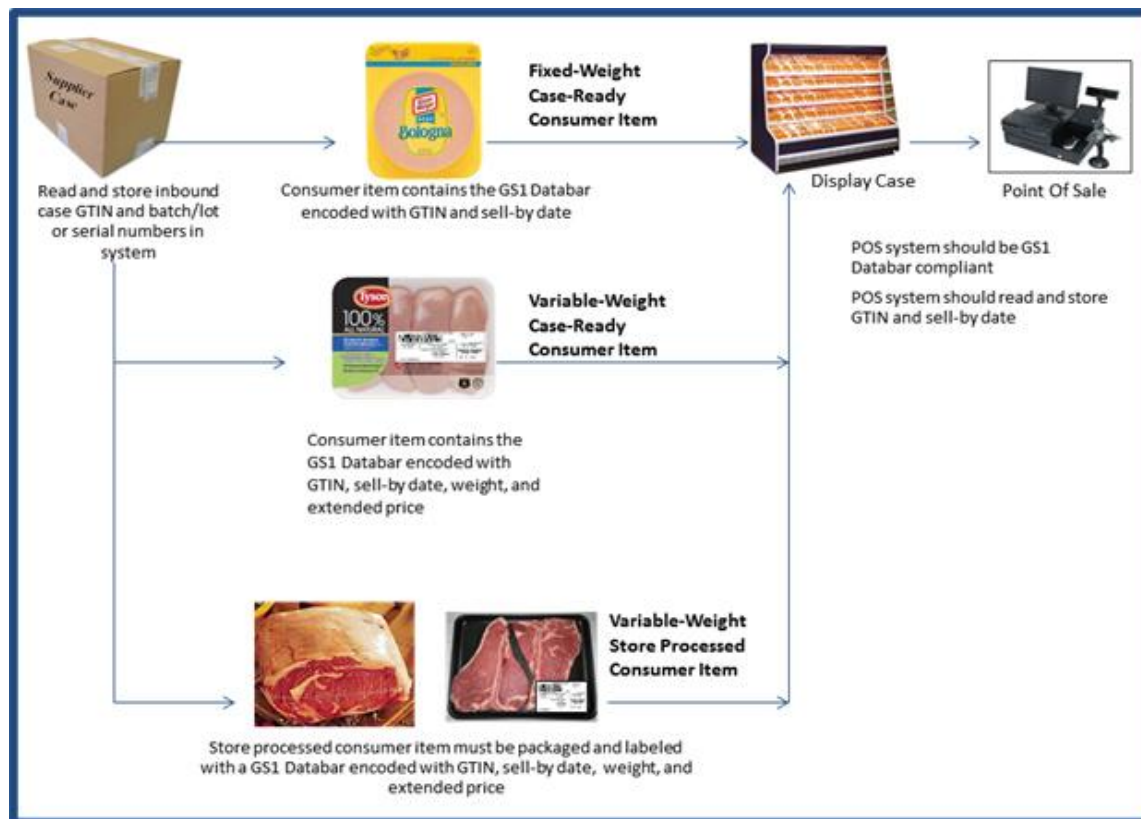 Supplier
Case
Read and store inbound
case GTIN and batch/lot
or serial numbers in
system
Bologna
Fixed-Weight
Case-Ready
Consumer Item
Consumer item contains the GS1 Databar
encoded with GTIN and sell-by date
Display Case
Point Of Sale
POS system should be GS1
Databar compliant
POS system should read and store
GTIN and sell-by date
Tyson
100%
ALL NATURAL
Variable-Weight
Case-Ready
Consumer Item
Consumer item contains the
GS1 Databar encoded with
GTIN, sell-by date, weight, and
extended price
Variable-Weight
Store Processed
Consumer Item
Store processed consumer item must be packaged and labeled
with a GS1 Databar encoded with GTIN, sell-by date, weight, and
extended price